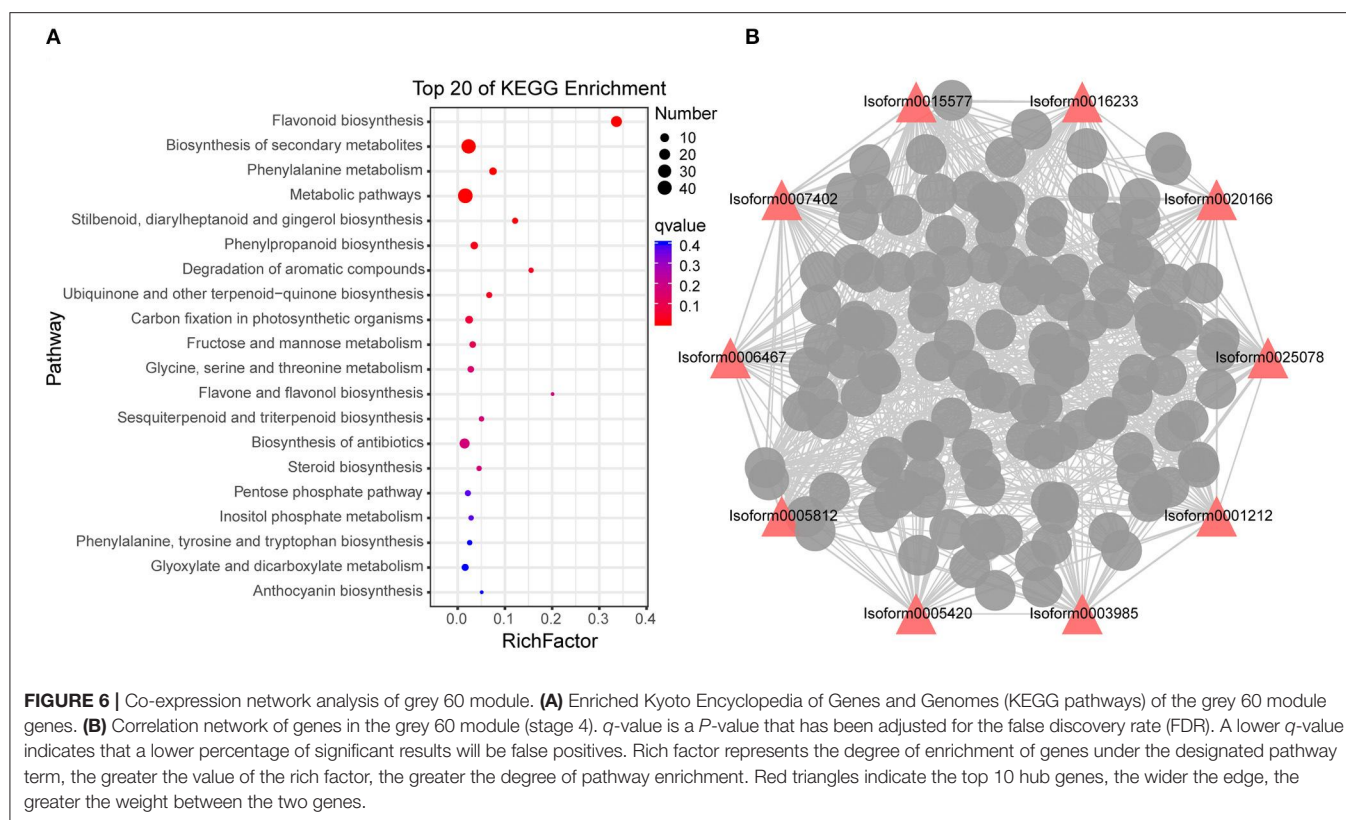 A
B
Top 20 of KEGG Enrichment
Pathway
Flavonoid biosynthesis
Biosynthesis of secondary metabolites
Phenylalanine metabolism
Metabolic pathways
Stilbenoid, diarylheptanoid and gingerol biosynthesis
Phenylpropanoid biosynthesis
Degradation of aromatic compounds
Ubiquinone and other terpenoid−quinone biosynthesis
Carbon fixation in photosynthetic organisms
Fructose and mannose metabolism
Glycine, serine and threonine metabolism
Flavone and flavonol biosynthesis
Sesquiterpenoid and triterpenoid biosynthesis
Biosynthesis of antibiotics
Steroid biosynthesis
Pentose phosphate pathway
Inositol phosphate metabolism
Phenylalanine, tyrosine and tryptophan biosynthesis
Glyoxylate and dicarboxylate metabolism
Anthocyanin biosynthesis
0.0 0.1 0.2 0.3 0.4
RichFactor
Number
10
20
30
40
qvalue
0.4
0.3
0.2
0.1
Isoform0015577
Isoform0016233
Isoform0007402
Isoform0020166
Isoform0006467
Isoform0025078
Isoform0005812
Isoform0001212
Isoform0005420
Isoform0003985
FIGURE 6 | Co-expression network analysis of grey 60 module. (A) Enriched Kyoto Encyclopedia of Genes and Genomes (KEGG pathways) of the grey 60 module
genes. (B) Correlation network of genes in the grey 60 module (stage 4). q-value is a P-value that has been adjusted for the false discovery rate (FDR). A lower q-value
indicates that a lower percentage of significant results will be false positives. Rich factor represents the degree of enrichment of genes under the designated pathway
term, the greater the value of the rich factor, the greater the degree of pathway enrichment. Red triangles indicate the top 10 hub genes, the wider the edge, the
greater the weight between the two genes.